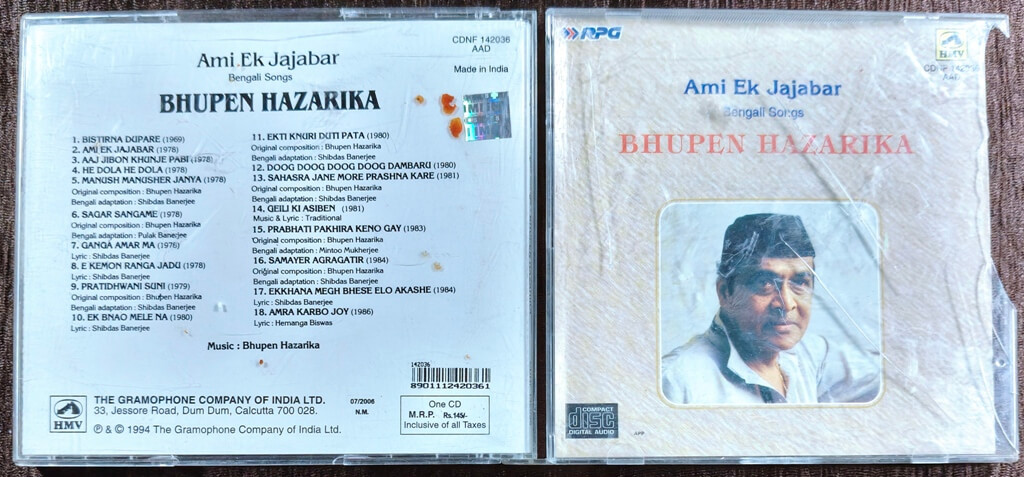 Ami Ek Jajabar
Bengali Songs
BHUPEN HAZARIKA
CDNF 142036
AAD
Made in India
1. BISTIRNA DUPARE (1969)
2. AMI EK JAJABAR (1978)
3. AAJ JIBON KHUNJE PABI (1978)
4. HE DOLA HE DOLA (1978)
5. MANUSH MANUSHER JANYA (1978)
Original composition : Bhupen Hazarika
Bengali adaptation : Shibdas Banerjee
6. SAGAR SANGAME (1978)
Original composition : Bhupen Hazarika
Bengali adaptation : Pulak Banerjee
7. GANGA AMAR MA (1976)
Lyric : Shibdas Banerjee
8. E KEMON RANGA JADU (1978)
Lyric : Shibdas Banerjee
9. PRATIDHWANI SUNI (1979)
Original composition : Bhupen Hazarika
Bengali adaptation : Shibdas Banerjee
10. EK BNAO MELE NA (1980)
Lyric : Shibdas Banerjee
11. EKTI KNURI DUTI PATA (1980)
Original composition : Bhupen Hazarika
Bengali adaptation : Shibdas Banerjee
12. DOOG DOOG DOOG DOOG DAMBARU (1980)
13. SAHASRA JANE MORE PRASHNA KARE (1981)
Original composition : Bhupen Hazarika
Bengali adaptation : Shibdas Banerjee
14. GEILI KI ASIBEN (1981)
Music & Lyric : Traditional
15. PRABHATI PAKHIRA KENO GAY (1983)
Original composition : Bhupen Hazarika
Bengali adaptation : Mintoo Mukherjee
16. SAMAYER AGRAGATIR (1984)
Original composition : Bhupen Hazarika
Bengali adaptation : Shibdas Banerjee
17. EKKHANA MEGH BHESE ELO AKASHE (1984)
Lyric : Shibdas Banerjee
18. AMRA KARBO JOY (1986)
Lyric : Hemanga Biswas
Music : Bhupen Hazarika
142036
8901112420361
HMV
THE GRAMOPHONE COMPANY OF INDIA LTD.
33, Jessore Road, Dum Dum, Calcutta 700 028.
℗ & © 1994 The Gramophone Company of India Ltd.
07/2006
N.M.
One CD
M.R.P. Rs.145/-
Inclusive of all Taxes
RPG
HMV
AAD
Ami Ek Jajabar
Bengali Songs
BHUPEN HAZARIKA
COMPACT
disc
DIGITAL AUDIO
APP